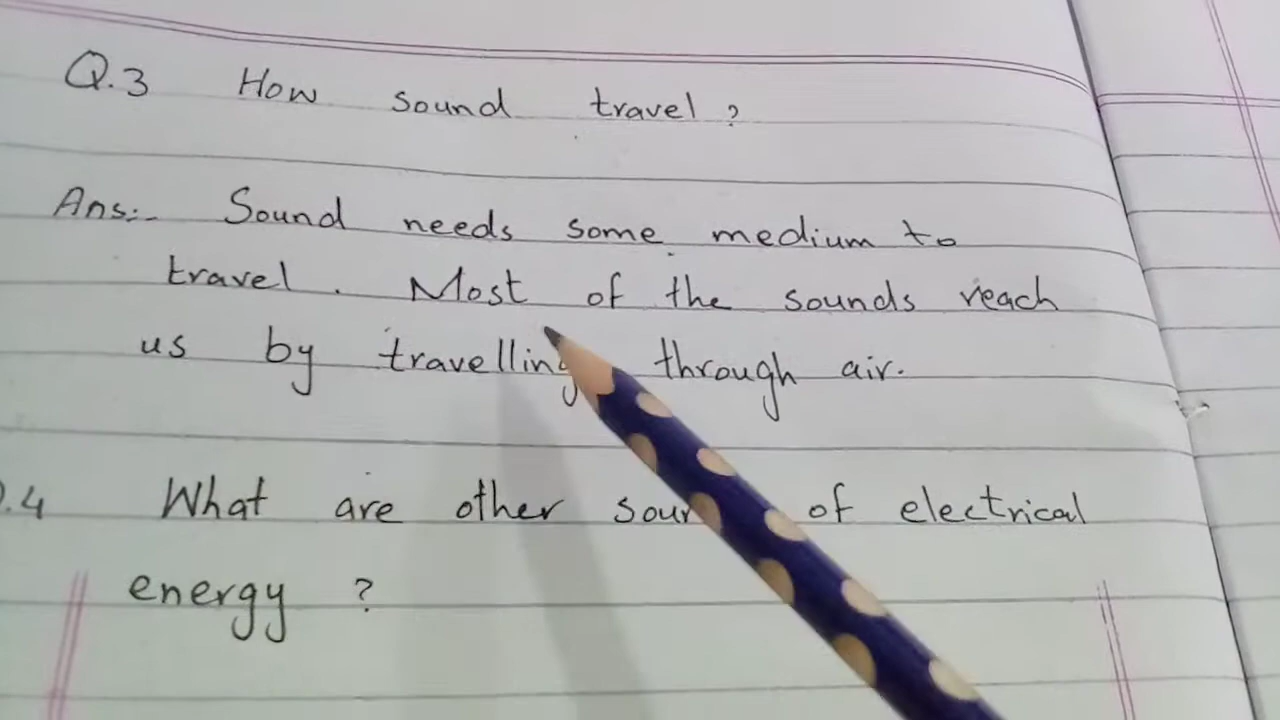 Q.3 How sound travel ?
Ans:- Sound needs some medium to
travel . Most of the sounds reach
us by travelling through air.
.4 What are other of electrical
energy ?